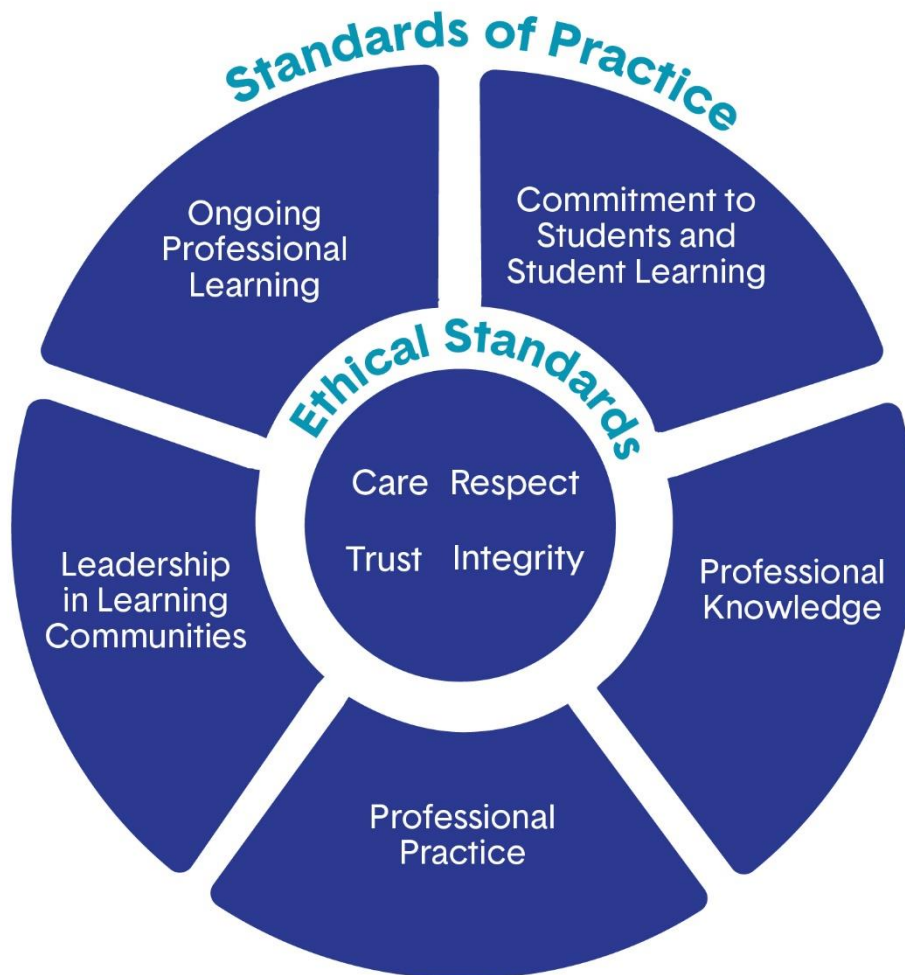 Standards of Practice
Ongoing
Professional
Learning
Commitment to
Students and
Student Learning
Ethical Standards
Care Respect
Trust Integrity
Leadership
in Learning
Communities
Professional
Knowledge
Professional
Practice